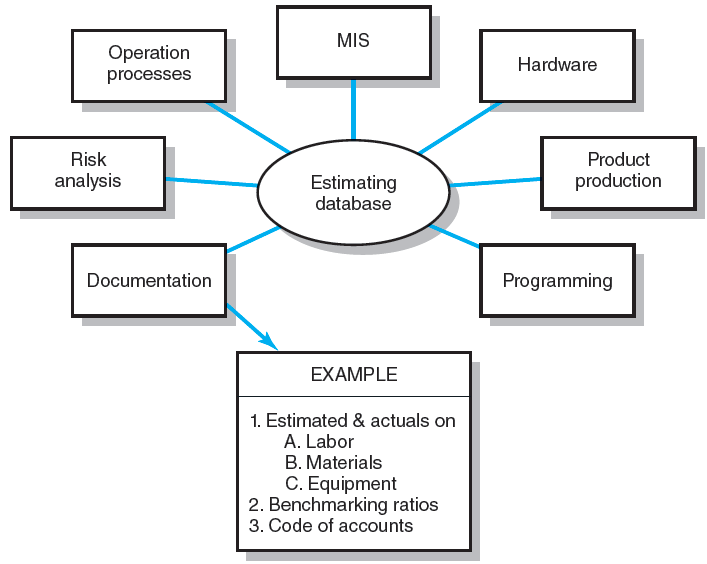 MIS
Operation
processes
Hardware
Risk
analysis
Estimating
database
Product
production
Documentation
Programming
EXAMPLE
1. Estimated & actuals on
A. Labor
B. Materials
C. Equipment
2. Benchmarking ratios
3. Code of accounts